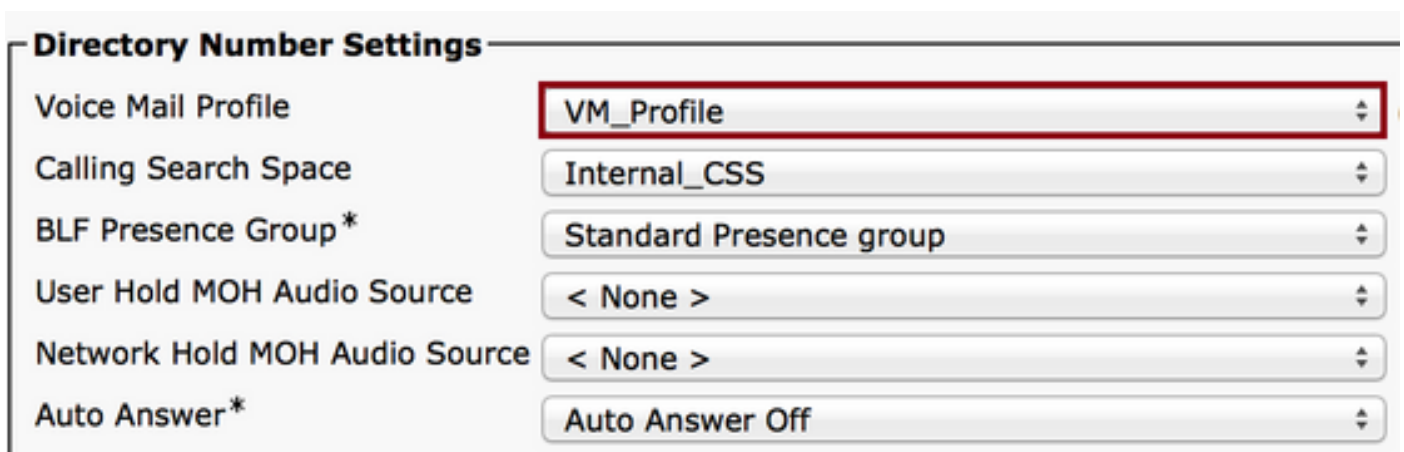 Directory Number Settings
Voice Mail Profile VM_Profile
Calling Search Space Internal_CSS
BLF Presence Group* Standard Presence group
User Hold MOH Audio Source < None >
Network Hold MOH Audio Source < None >
Auto Answer* Auto Answer Off